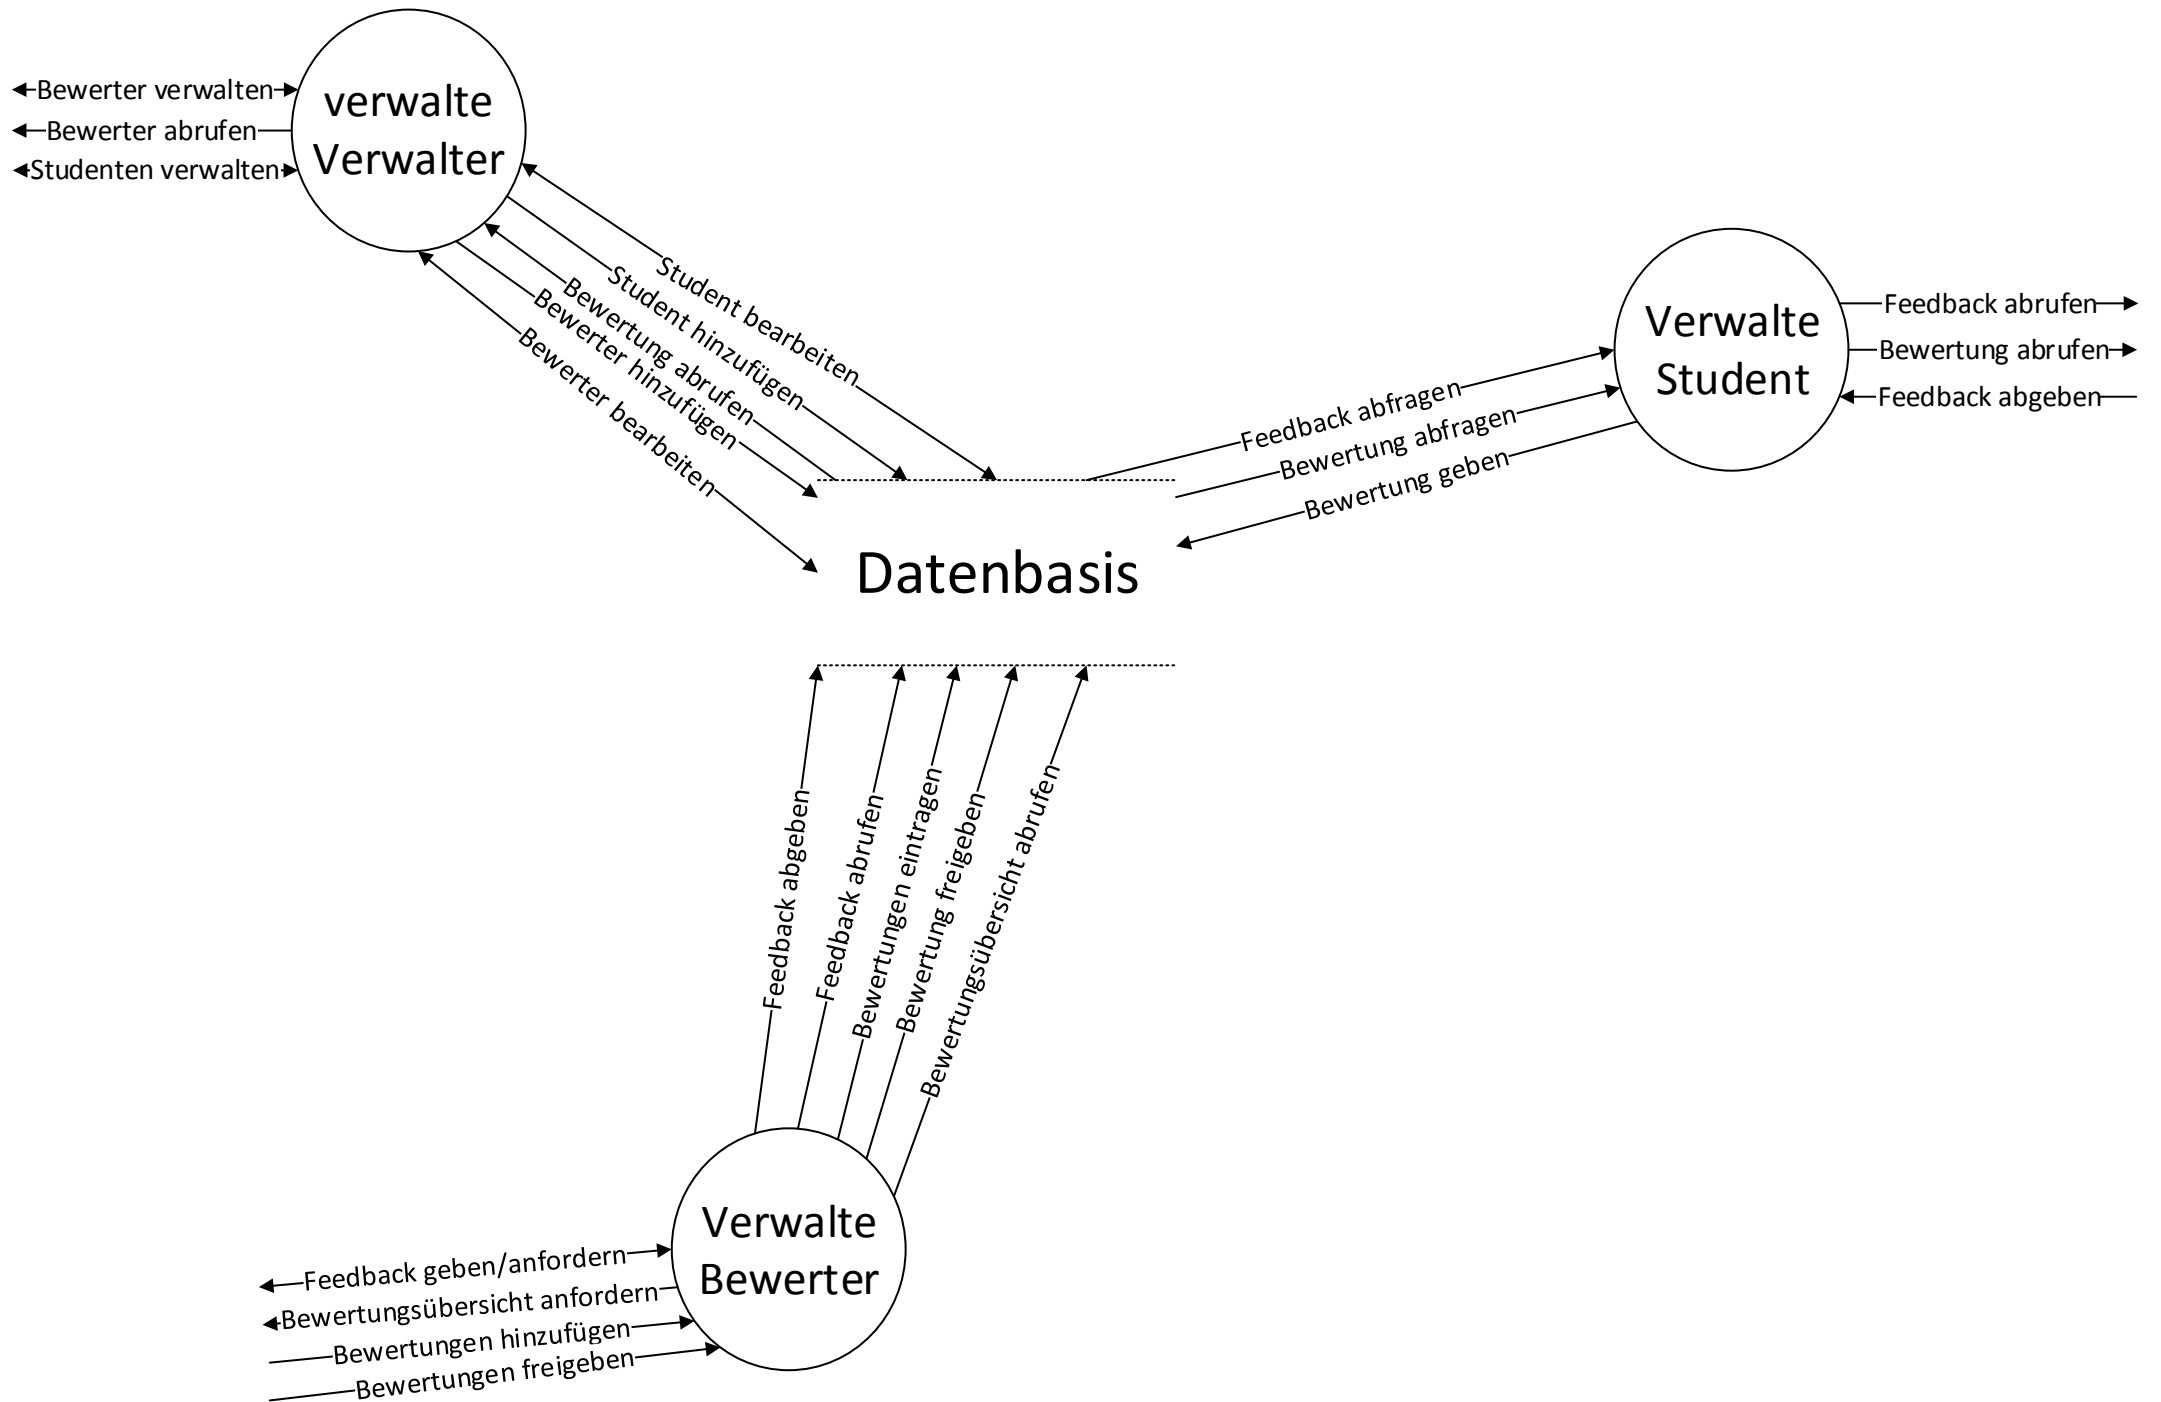 Bewerter verwalten
Bewerter abrufen
Studenten verwalten
verwalte
Verwalter
Student bearbeiten
Student hinzufügen
Bewertung abrufen
Bewerter hinzufügen
Bewerter bearbeiten
Verwalte
Student
Feedback abrufen
Bewertung abrufen
Feedback abgeben
Feedback abfragen
Bewertung abfragen
Bewertung geben
Datenbasis
Feedback abgeben
Feedback abrufen
Bewertungen eintragen
Bewertung freigeben
Bewertungsübersicht abrufen
Verwalte
Bewerter
Feedback geben/anfordern
Bewertungsübersicht anfordern
Bewertungen hinzufügen
Bewertungen freigeben